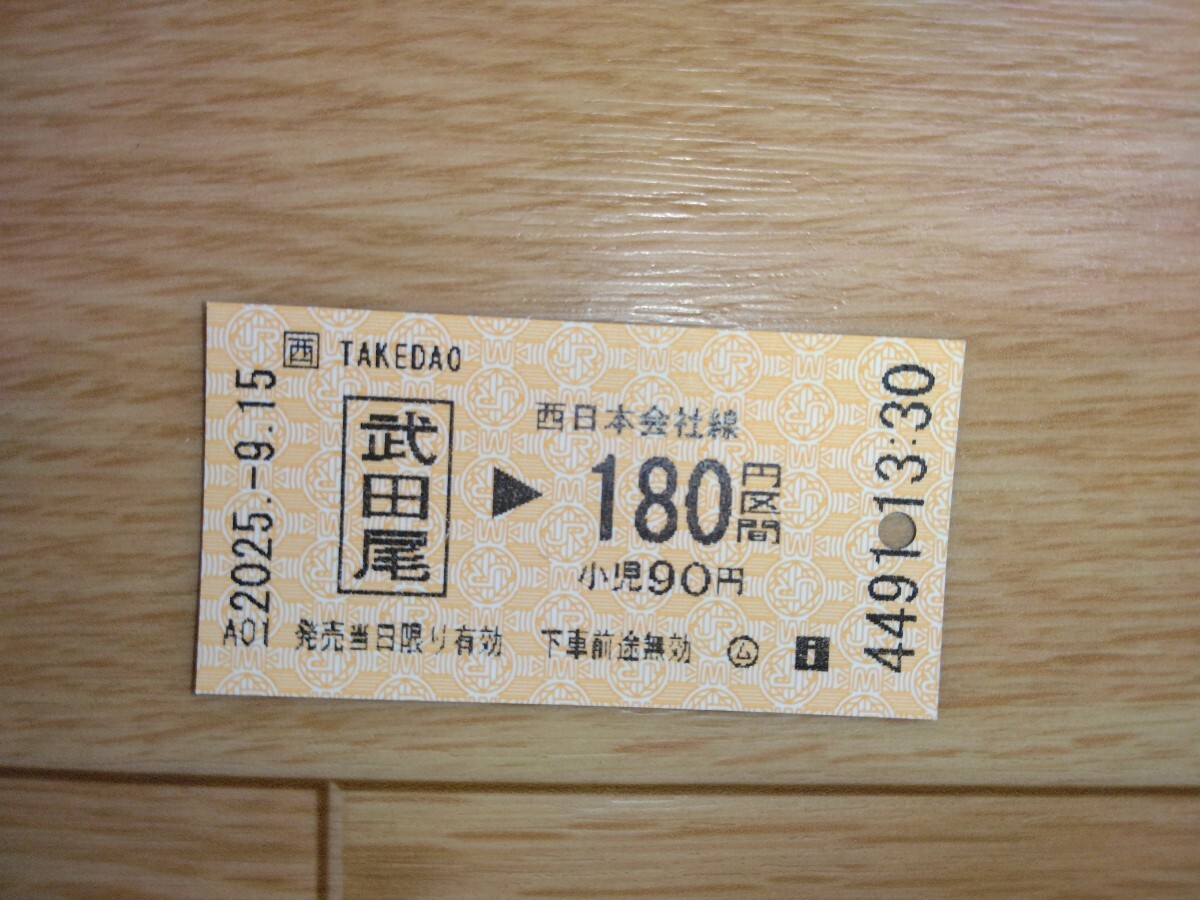 西 TAKEDAO
A01 2025.-9.15
武田尾
▶
西日本会社線
180円区間
小児90円
発売当日限り有効 下車前途無効 ㋰ i
4491 13:30